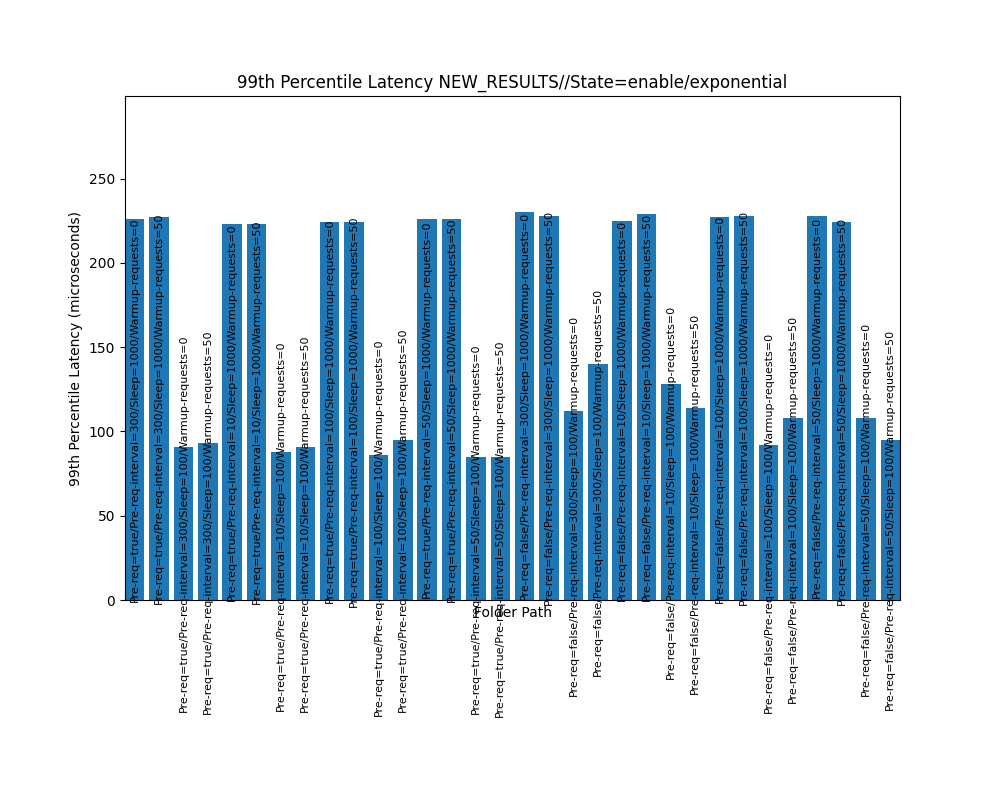 99th Percentile Latency NEW_RESULTS//State=enable/exponential
99th Percentile Latency (microseconds)
250
200
150
100
50
0
Pre-req=true/Pre-req-interval=300/Sleep=1000/Warmup-requests=0
Pre-req=true/Pre-req-interval=300/Sleep=1000/Warmup-requests=50
Pre-req=true/Pre-req-interval=300/Sleep=100/Warmup-requests=0
Pre-req=true/Pre-req-interval=300/Sleep=100/Warmup-requests=50
Pre-req=true/Pre-req-interval=10/Sleep=1000/Warmup-requests=0
Pre-req=true/Pre-req-interval=10/Sleep=1000/Warmup-requests=50
Pre-req=true/Pre-req-interval=10/Sleep=100/Warmup-requests=0
Pre-req=true/Pre-req-interval=10/Sleep=100/Warmup-requests=50
Pre-req=true/Pre-req-interval=100/Sleep=1000/Warmup-requests=0
Pre-req=true/Pre-req-interval=100/Sleep=1000/Warmup-requests=50
Pre-req=true/Pre-req-interval=100/Sleep=100/Warmup-requests=0
Pre-req=true/Pre-req-interval=100/Sleep=100/Warmup-requests=50
Pre-req=true/Pre-req-interval=50/Sleep=1000/Warmup-requests=0
Pre-req=true/Pre-req-interval=50/Sleep=1000/Warmup-requests=50
Pre-req=true/Pre-req-interval=50/Sleep=100/Warmup-requests=0
Pre-req=true/Pre-req-interval=50/Sleep=100/Warmup-requests=50
Pre-req=false/Pre-req-interval=300/Sleep=1000/Warmup-requests=0
Pre-req=false/Pre-req-interval=300/Sleep=1000/Warmup-requests=50
Pre-req=false/Pre-req-interval=300/Sleep=100/Warmup-requests=0
Pre-req=false/Pre-req-interval=300/Sleep=100/Warmup-requests=50
Pre-req=false/Pre-req-interval=10/Sleep=1000/Warmup-requests=0
Pre-req=false/Pre-req-interval=10/Sleep=1000/Warmup-requests=50
Pre-req=false/Pre-req-interval=10/Sleep=100/Warmup-requests=0
Pre-req=false/Pre-req-interval=10/Sleep=100/Warmup-requests=50
Pre-req=false/Pre-req-interval=100/Sleep=1000/Warmup-requests=0
Pre-req=false/Pre-req-interval=100/Sleep=1000/Warmup-requests=50
Pre-req=false/Pre-req-interval=100/Sleep=100/Warmup-requests=0
Pre-req=false/Pre-req-interval=100/Sleep=100/Warmup-requests=50
Pre-req=false/Pre-req-interval=50/Sleep=1000/Warmup-requests=0
Pre-req=false/Pre-req-interval=50/Sleep=1000/Warmup-requests=50
Pre-req=false/Pre-req-interval=50/Sleep=100/Warmup-requests=0
Pre-req=false/Pre-req-interval=50/Sleep=100/Warmup-requests=50
Folder Path